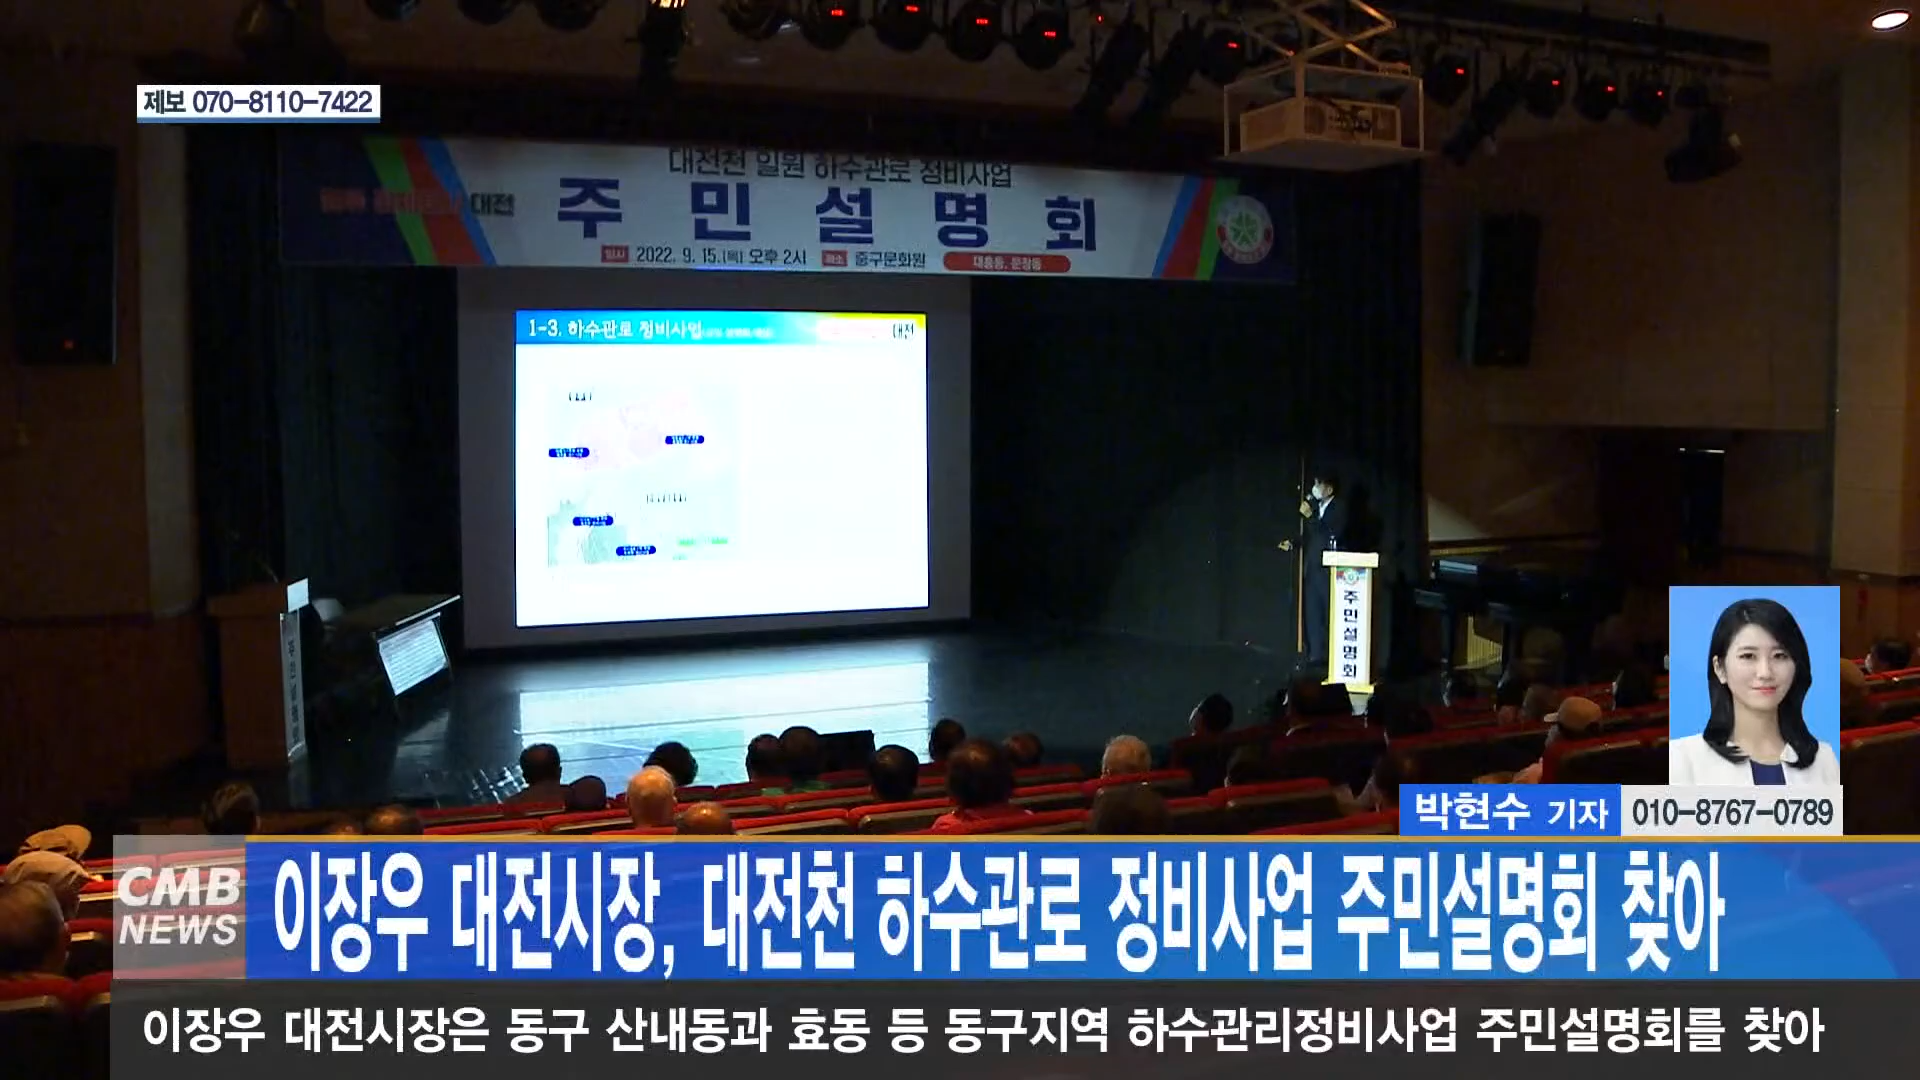 제보 070-8110-7422
대전천 일원 하수관로 정비사업
대전
주민설명회
일시 2022. 9. 15.(목) 오후 2시 장소 중구문화원 대흥동, 문창동
1-3. 하수관로 정비사업
대전
주민설명회
박현수 기자 010-8767-0789
CMB
NEWS
이장우 대전시장, 대전천 하수관로 정비사업 주민설명회 찾아
이장우 대전시장은 동구 산내동과 효동 등 동구지역 하수관리정비사업 주민설명회를 찾아